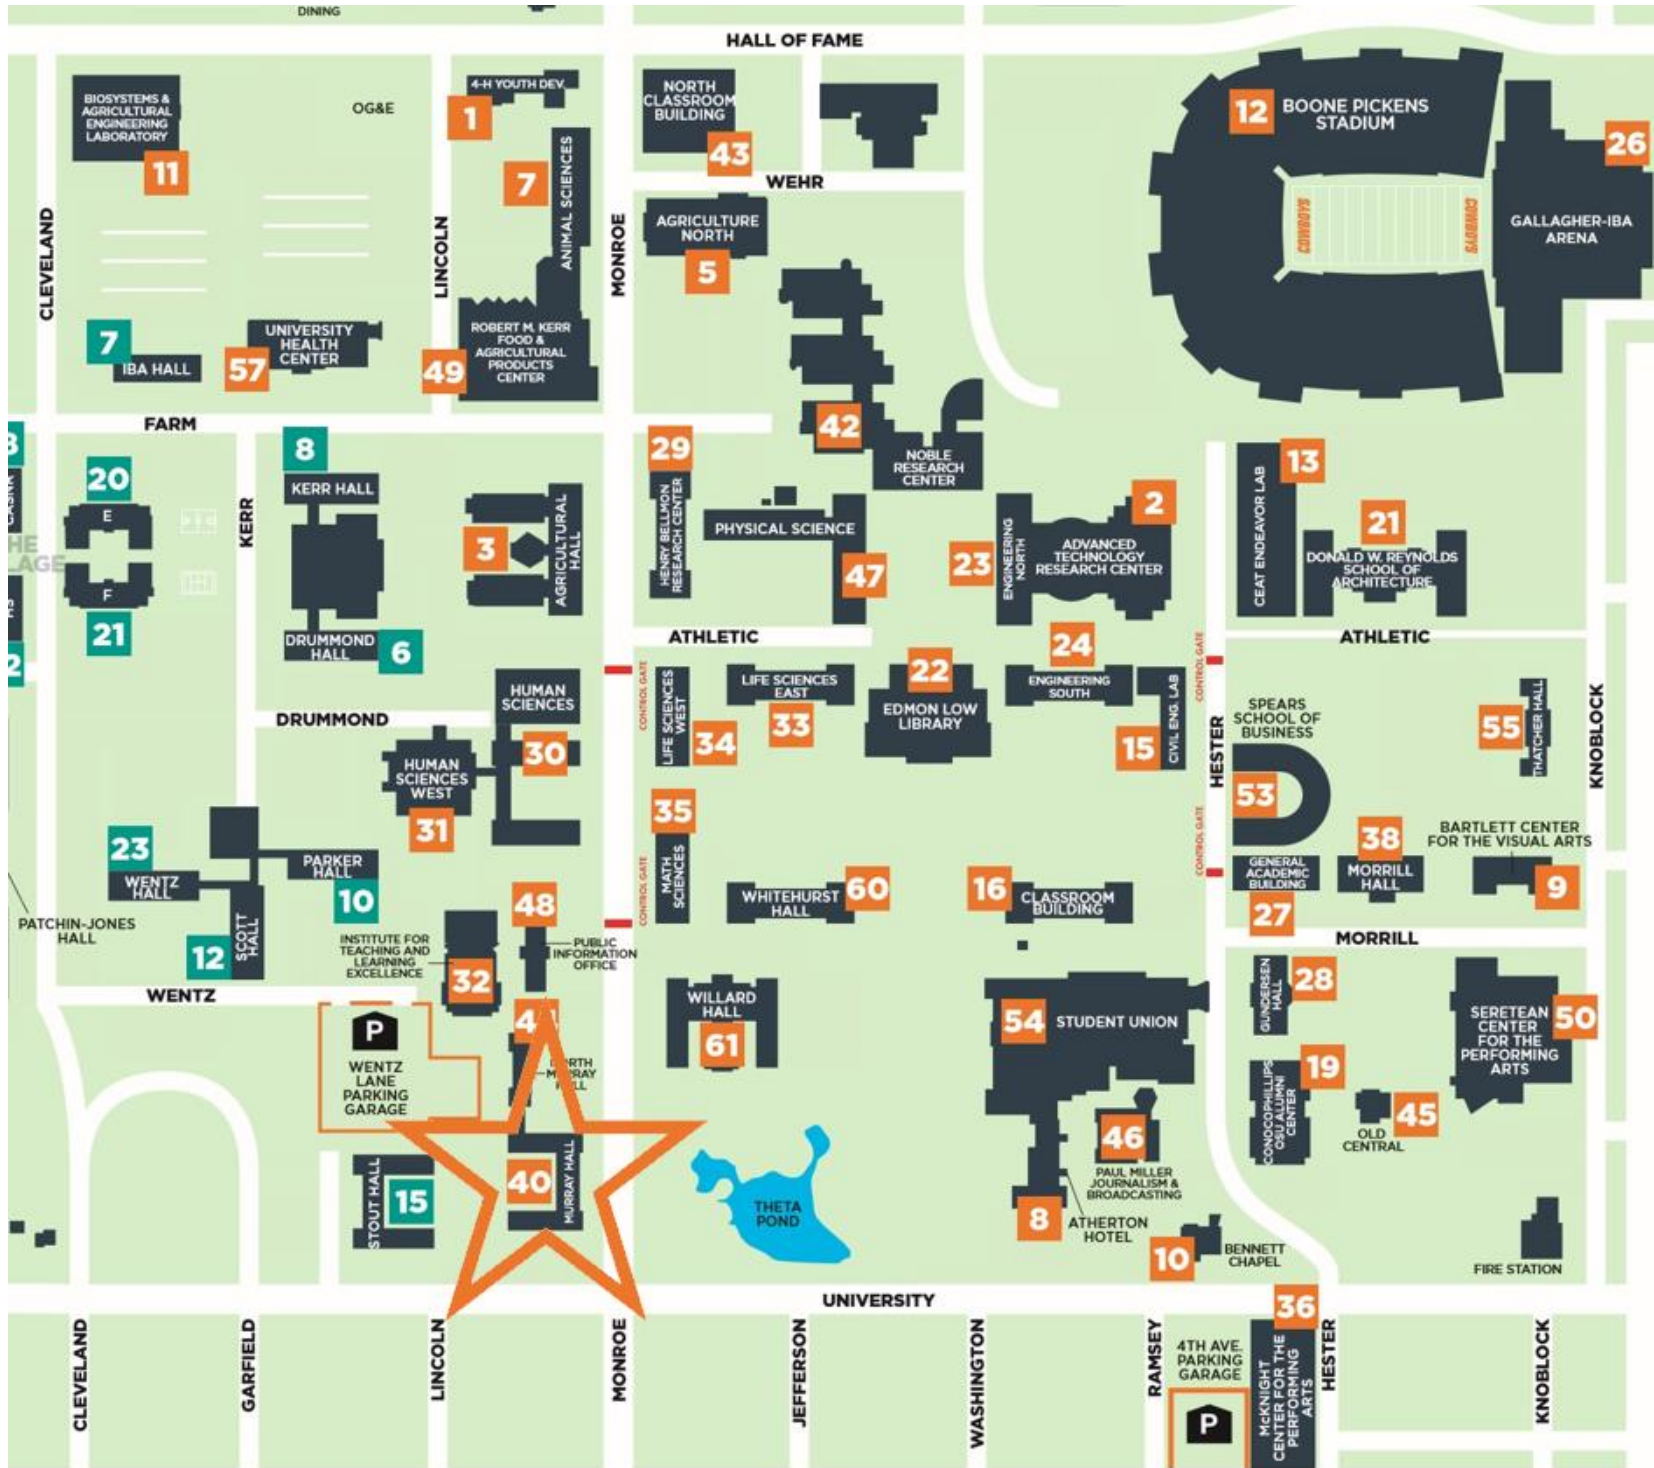 DINING
HALL OF FAME
BIOSYSTEMS &
AGRICULTURAL
ENGINEERING
LABORATORY
11
OG&E
4-H YOUTH DEV.
1
7
ANIMAL SCIENCES
NORTH
CLASSROOM
BUILDING
43
WEHR
12
BOONE PICKENS
STADIUM
26
COWBOYS
COWBOYS
GALLAGHER-IBA
ARENA
CLEVELAND
LINCOLN
MONROE
AGRICULTURE
NORTH
5
7
IBA HALL
UNIVERSITY
HEALTH
CENTER
57
ROBERT M. KERR
FOOD &
AGRICULTURAL
PRODUCTS
CENTER
49
FARM
42
NOBLE
RESEARCH
CENTER
20
E
F
21
KERR
8
KERR HALL
DRUMMOND
HALL
6
3
AGRICULTURAL
HALL
29
HENRY BELLMON
RESEARCH CENTER
PHYSICAL SCIENCE
47
23
ENGINEERING
NORTH
2
ADVANCED
TECHNOLOGY
RESEARCH CENTER
CEAT ENDEAVOR LAB
13
21
DONALD W. REYNOLDS
SCHOOL OF
ARCHITECTURE
ATHLETIC
ATHLETIC
DRUMMOND
HUMAN
SCIENCES
30
HUMAN
SCIENCES
WEST
31
CONTROL GATE
LIFE SCIENCES
WEST
34
LIFE SCIENCES
EAST
33
22
EDMON LOW
LIBRARY
24
ENGINEERING
SOUTH
15
CIVIL ENG. LAB
CONTROL GATE
HESTER
SPEARS
SCHOOL OF
BUSINESS
53
55
THATCHER HALL
KNOBLOCK
23
WENTZ
HALL
PARKER
HALL
10
12
SCOTT
HALL
PATCHIN-JONES
HALL
WENTZ
35
MATH
SCIENCES
CONTROL GATE
WHITEHURST
HALL
60
16
CLASSROOM
BUILDING
CONTROL GATE
GENERAL
ACADEMIC
BUILDING
27
38
MORRILL
HALL
BARTLETT CENTER
FOR THE VISUAL ARTS
9
MORRILL
48
PUBLIC
INFORMATION
OFFICE
INSTITUTE FOR
TEACHING AND
LEARNING
EXCELLENCE
32
P
WENTZ
LANE
PARKING
GARAGE
WILLARD
HALL
61
54
STUDENT UNION
GUNDERSEN
HALL
28
SERETEAN
CENTER
FOR THE
PERFORMING
ARTS
50
CONOCOPHILLIPS
OSU ALUMNI
CENTER
19
45
OLD
CENTRAL
46
PAUL MILLER
JOURNALISM &
BROADCASTING
8
ATHERTON
HOTEL
10
BENNETT
CHAPEL
FIRE STATION
STOUT HALL
15
40
MURRAY HALL
THETA
POND
UNIVERSITY
CLEVELAND
GARFIELD
LINCOLN
MONROE
JEFFERSON
WASHINGTON
RAMSEY
4TH AVE.
PARKING
GARAGE
P
36
McKNIGHT
CENTER FOR THE
PERFORMING
ARTS
HESTER
KNOBLOCK